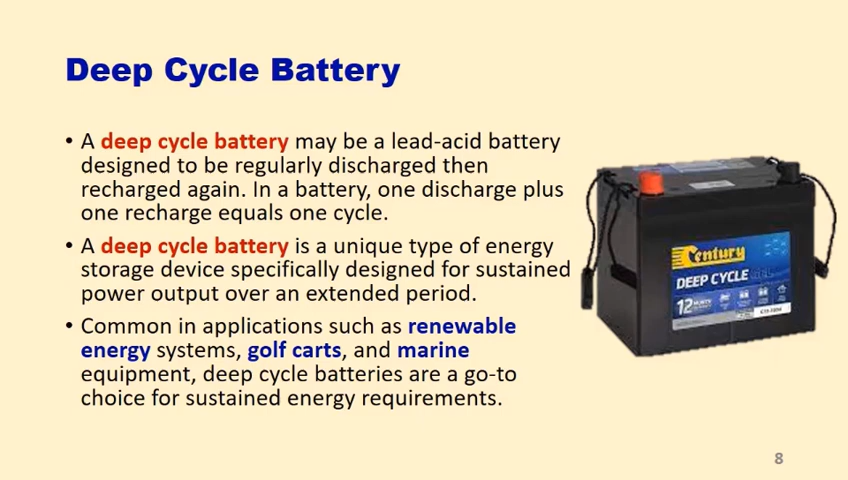 Deep Cycle Battery
• A deep cycle battery may be a lead-acid battery
designed to be regularly discharged then
recharged again. In a battery, one discharge plus
one recharge equals one cycle.
• A deep cycle battery is a unique type of energy
storage device specifically designed for sustained
power output over an extended period.
• Common in applications such as renewable
energy systems, golf carts, and marine
equipment, deep cycle batteries are a go-to
choice for sustained energy requirements.
Century
DEEP CYCLE GEL
12 MONTH
8